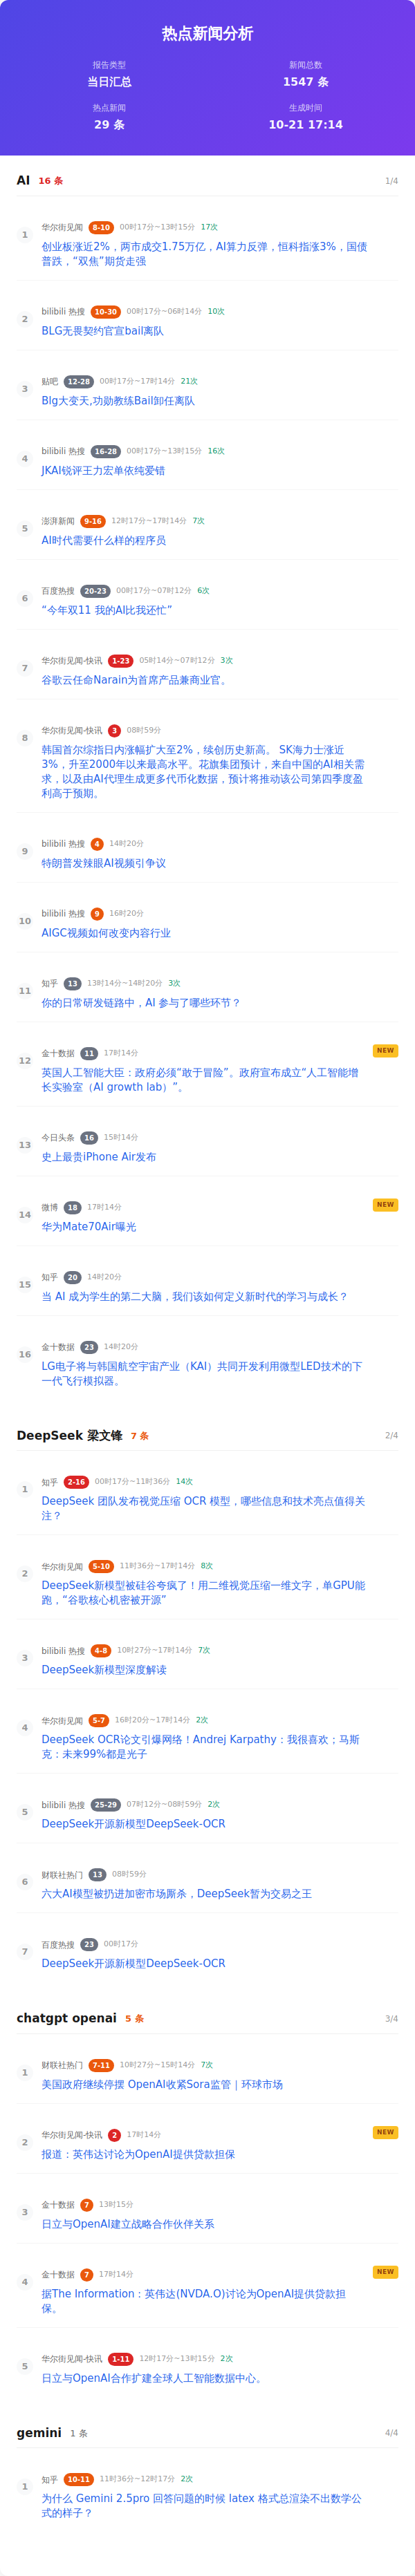 热点新闻分析
报告类型 新闻总数
当日汇总 1547 条
热点新闻 生成时间
29 条 10-21 17:14
AI 16 条 1/4
1 华尔街见闻 8-10 00时17分~13时15分 17次
创业板涨近2%，两市成交1.75万亿，AI算力反弹，恒科指涨3%，国债
普跌，“双焦”期货走强
2 bilibili 热搜 10-30 00时17分~06时14分 10次
BLG无畏契约官宣bail离队
3 贴吧 12-28 00时17分~17时14分 21次
Blg大变天,功勋教练Bail卸任离队
4 bilibili 热搜 16-28 00时17分~13时15分 16次
JKAI锐评王力宏单依纯爱错
5 澎湃新闻 9-16 12时17分~17时14分 7次
AI时代需要什么样的程序员
6 百度热搜 20-23 00时17分~07时12分 6次
“今年双11 我的AI比我还忙”
7 华尔街见闻-快讯 1-23 05时14分~07时12分 3次
谷歌云任命Narain为首席产品兼商业官。
8 华尔街见闻-快讯 3 08时59分
韩国首尔综指日内涨幅扩大至2%，续创历史新高。 SK海力士涨近
3%，升至2000年以来最高水平。花旗集团预计，来自中国的AI相关需
求，以及由AI代理生成更多代币化数据，预计将推动该公司第四季度盈
利高于预期。
9 bilibili 热搜 4 14时20分
特朗普发辣眼AI视频引争议
10 bilibili 热搜 9 16时20分
AIGC视频如何改变内容行业
11 知乎 13 13时14分~14时20分 3次
你的日常研发链路中，AI 参与了哪些环节？
12 金十数据 11 17时14分 NEW
英国人工智能大臣：政府必须“敢于冒险”。政府宣布成立“人工智能增
长实验室（AI growth lab）”。
13 今日头条 16 15时14分
史上最贵iPhone Air发布
14 微博 18 17时14分 NEW
华为Mate70Air曝光
15 知乎 20 14时20分
当 AI 成为学生的第二大脑，我们该如何定义新时代的学习与成长？
16 金十数据 23 14时20分
LG电子将与韩国航空宇宙产业（KAI）共同开发利用微型LED技术的下
一代飞行模拟器。
DeepSeek 梁文锋 7 条 2/4
1 知乎 2-16 00时17分~11时36分 14次
DeepSeek 团队发布视觉压缩 OCR 模型，哪些信息和技术亮点值得关
注？
2 华尔街见闻 5-10 11时36分~17时14分 8次
DeepSeek新模型被硅谷夸疯了！用二维视觉压缩一维文字，单GPU能
跑，“谷歌核心机密被开源”
3 bilibili 热搜 4-8 10时27分~17时14分 7次
DeepSeek新模型深度解读
4 华尔街见闻 5-7 16时20分~17时14分 2次
DeepSeek OCR论文引爆网络！Andrej Karpathy：我很喜欢；马斯
克：未来99%都是光子
5 bilibili 热搜 25-29 07时12分~08时59分 2次
DeepSeek开源新模型DeepSeek-OCR
6 财联社热门 13 08时59分
六大AI模型被扔进加密市场厮杀，DeepSeek暂为交易之王
7 百度热搜 23 00时17分
DeepSeek开源新模型DeepSeek-OCR
chatgpt openai 5 条 3/4
1 财联社热门 7-11 10时27分~15时14分 7次
美国政府继续停摆 OpenAI收紧Sora监管｜环球市场
2 华尔街见闻-快讯 2 17时14分 NEW
报道：英伟达讨论为OpenAI提供贷款担保
3 金十数据 7 13时15分
日立与OpenAI建立战略合作伙伴关系
4 金十数据 7 17时14分 NEW
据The Information：英伟达(NVDA.O)讨论为OpenAI提供贷款担
保。
5 华尔街见闻-快讯 1-11 12时17分~13时15分 2次
日立与OpenAI合作扩建全球人工智能数据中心。
gemini 1 条 4/4
1 知乎 10-11 11时36分~12时17分 2次
为什么 Gemini 2.5pro 回答问题的时候 latex 格式总渲染不出数学公
式的样子？